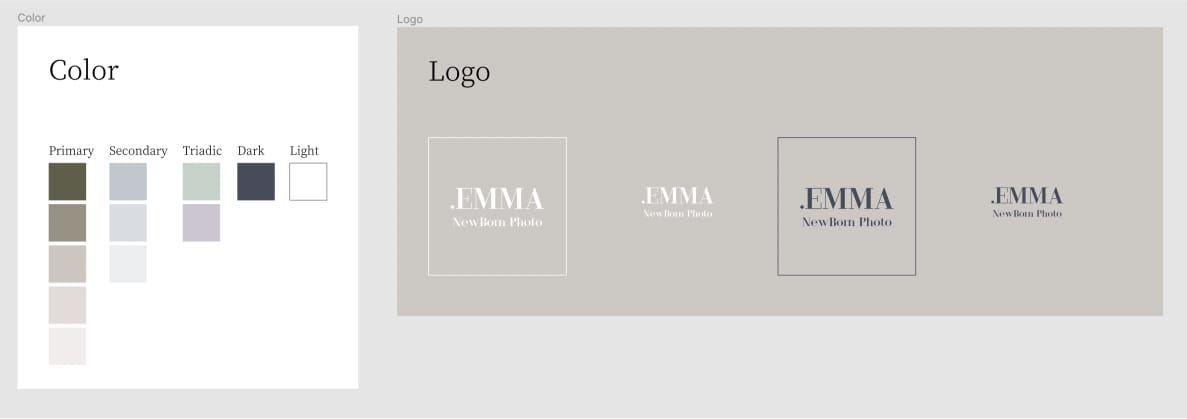 Color
Logo
Color
Logo
Primary Secondary Triadic Dark Light
.EMMA
NewBorn Photo
.EMMA
NewBorn Photo
.EMMA
NewBorn Photo
.EMMA
NewBorn Photo